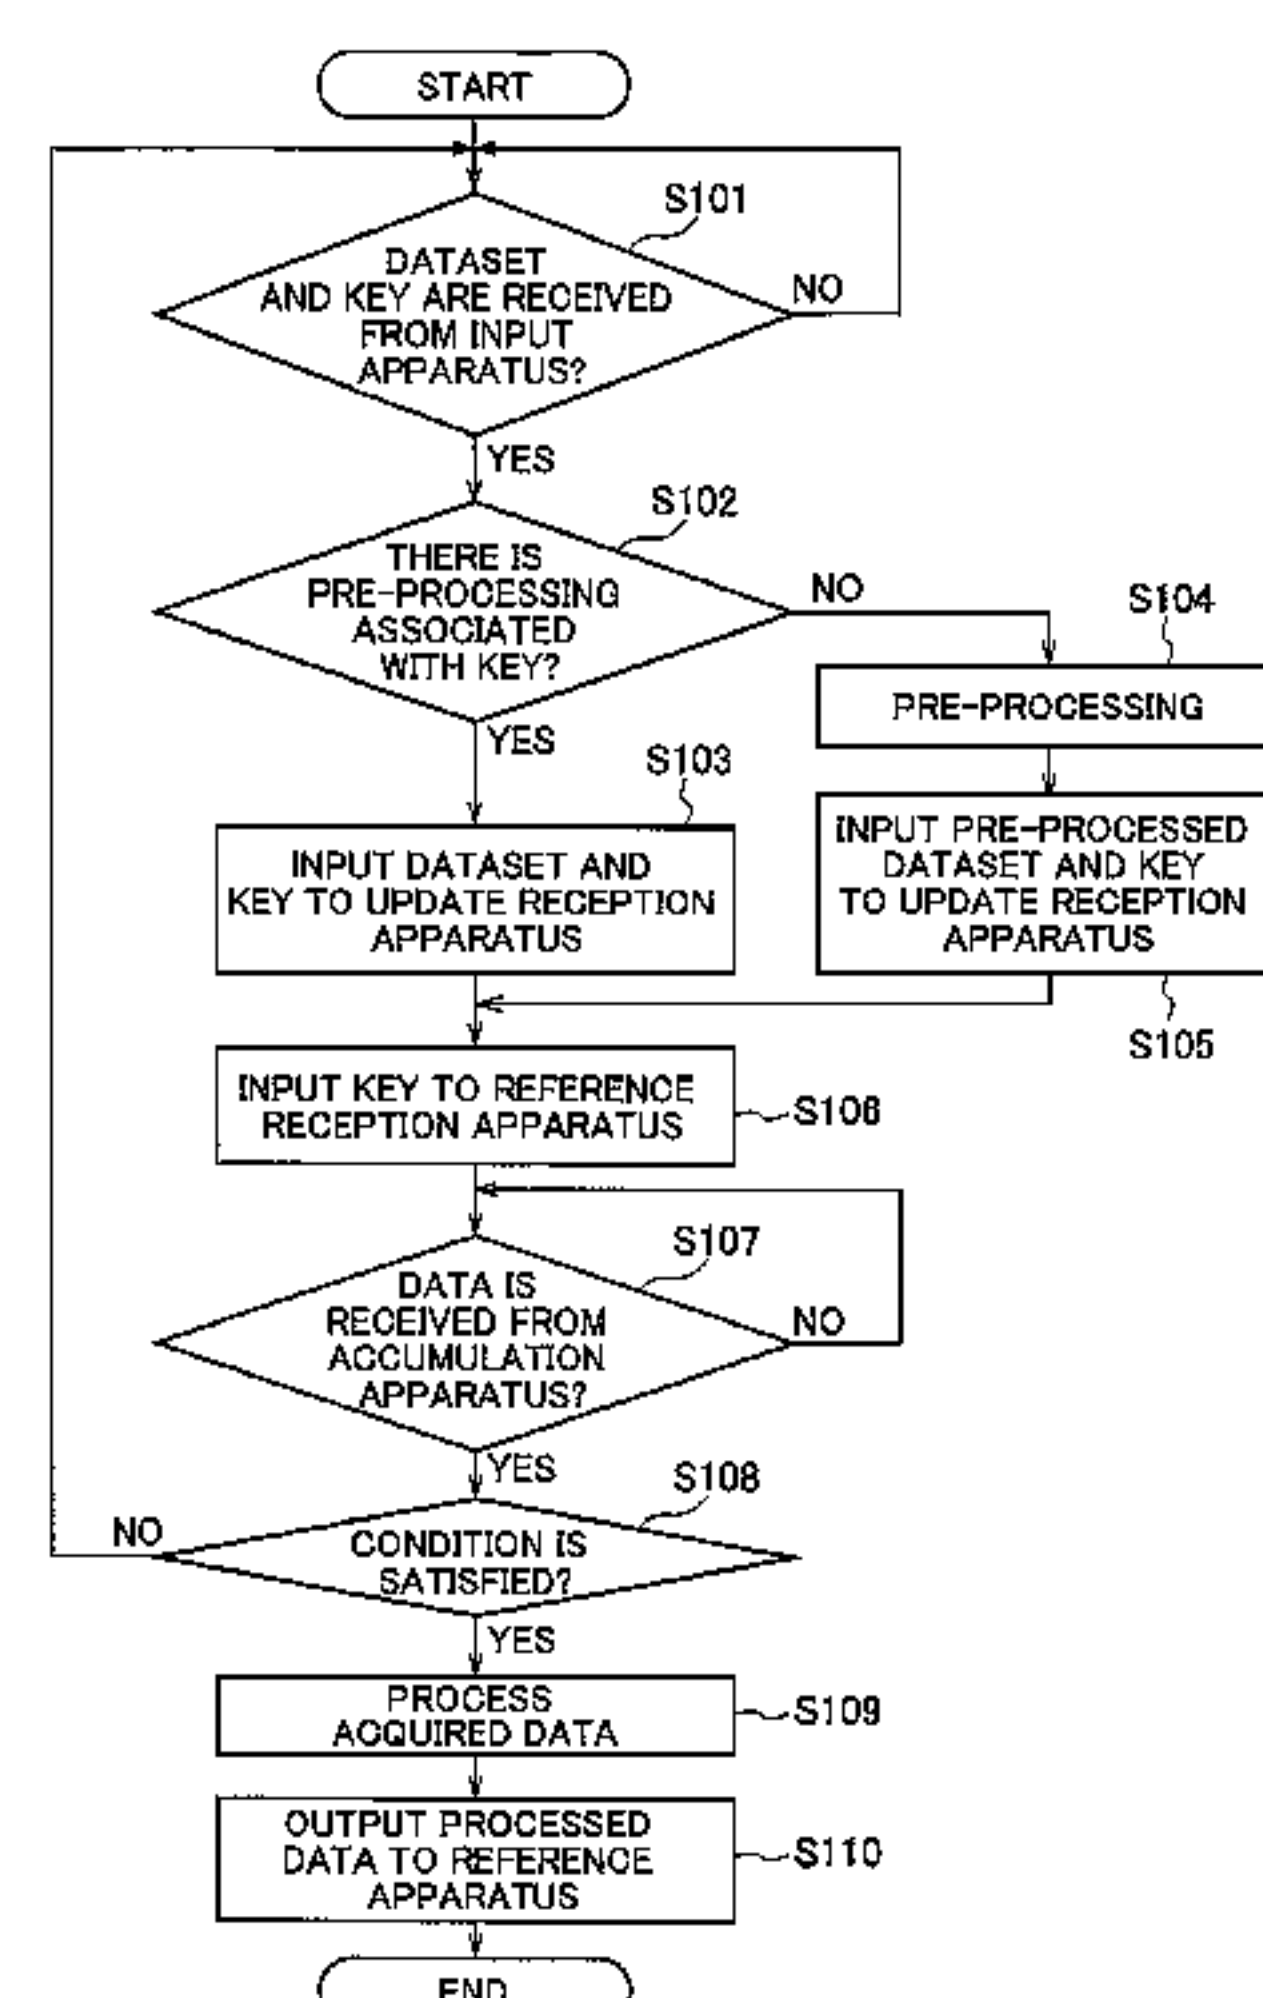 START
S101
DATASET
AND KEY ARE RECEIVED
FROM INPUT
APPARATUS?
NO
YES
S102
THERE IS
PRE-PROCESSING
ASSOCIATED
WITH KEY?
NO
YES
S104
PRE-PROCESSING
S103
INPUT DATASET AND
KEY TO UPDATE RECEPTION
APPARATUS
INPUT PRE-PROCESSED
DATASET AND KEY
TO UPDATE RECEPTION
APPARATUS
S105
INPUT KEY TO REFERENCE
RECEPTION APPARATUS
S106
S107
DATA IS
RECEIVED FROM
ACCUMULATION
APPARATUS?
NO
YES
S108
CONDITION IS
SATISFIED?
NO
YES
PROCESS
ACQUIRED DATA
S109
OUTPUT PROCESSED
DATA TO REFERENCE
APPARATUS
S110
END